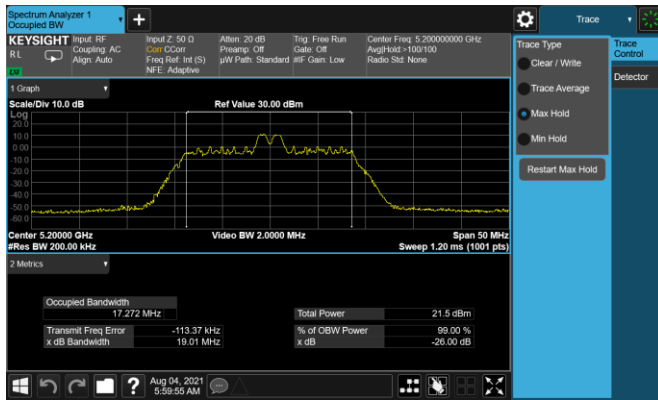 Spectrum Analyzer 1
Occupied BW
+
Trace
KEYSIGHT Input: RF Input Z: 50 Ω Atten: 20 dB Trig: Free Run Center Freq: 5.200000000 GHz
RL Coupling: AC Corr CCorr Preamp: Off Gate: Off Avg|Hold:>100/100
Align: Auto Freq Ref: Int (S) µW Path: Standard #IF Gain: Low Radio Std: None
NFE: Adaptive
Trace Type
Trace Control
Clear / Write
Detector
Trace Average
Max Hold
Min Hold
Restart Max Hold
1 Graph
Scale/Div 10.0 dB Ref Value 30.00 dBm
Log
20.0
10.0
0.00
-10.0
-20.0
-30.0
-40.0
-50.0
-60.0
Center 5.20000 GHz Video BW 2.0000 MHz Span 50 MHz
#Res BW 200.00 kHz Sweep 1.20 ms (1001 pts)
2 Metrics
Occupied Bandwidth
17.272 MHz Total Power 21.5 dBm
Transmit Freq Error -113.37 kHz % of OBW Power 99.00 %
x dB Bandwidth 19.01 MHz x dB -26.00 dB
?
Aug 04, 2021
5:59:55 AM